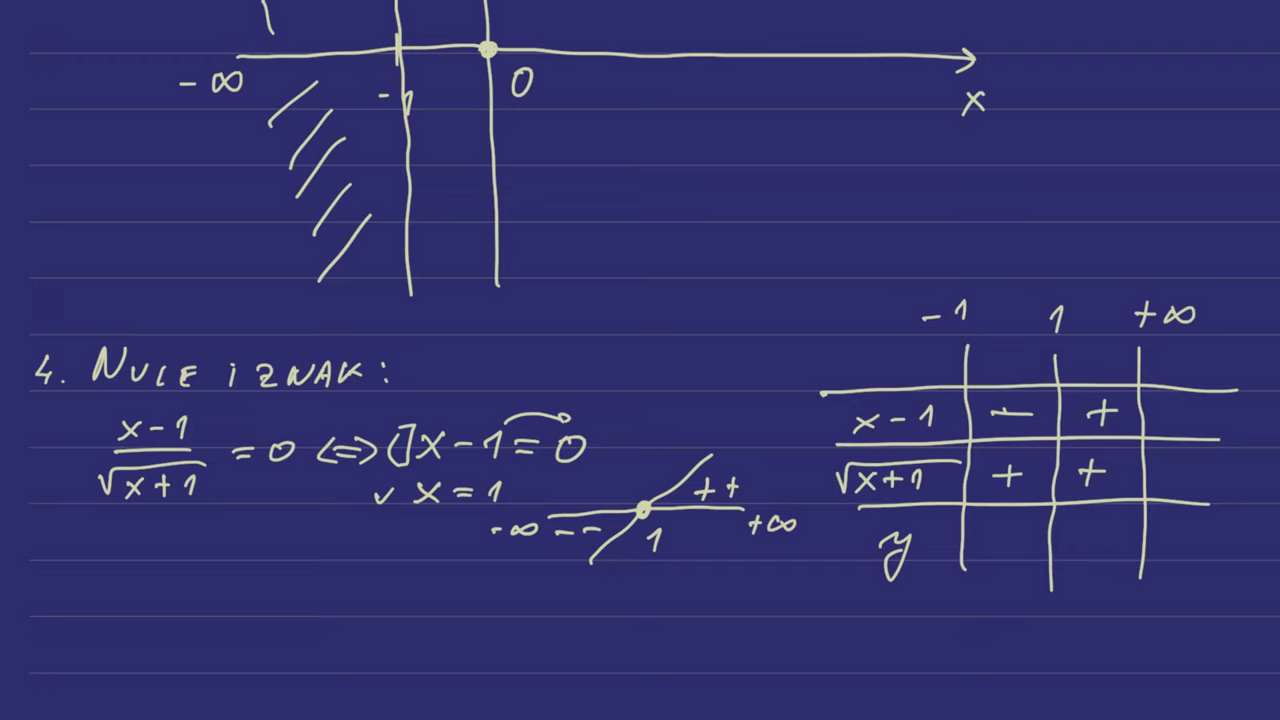 - ∞ -1 0 x
4. NULE i ZNAK:
x-1 / √x+1 = 0 <=> x-1 = 0
✓ x = 1
-∞ -- 1 ++ +∞
-1 1 +∞
x-1 - +
√x+1 + +
y